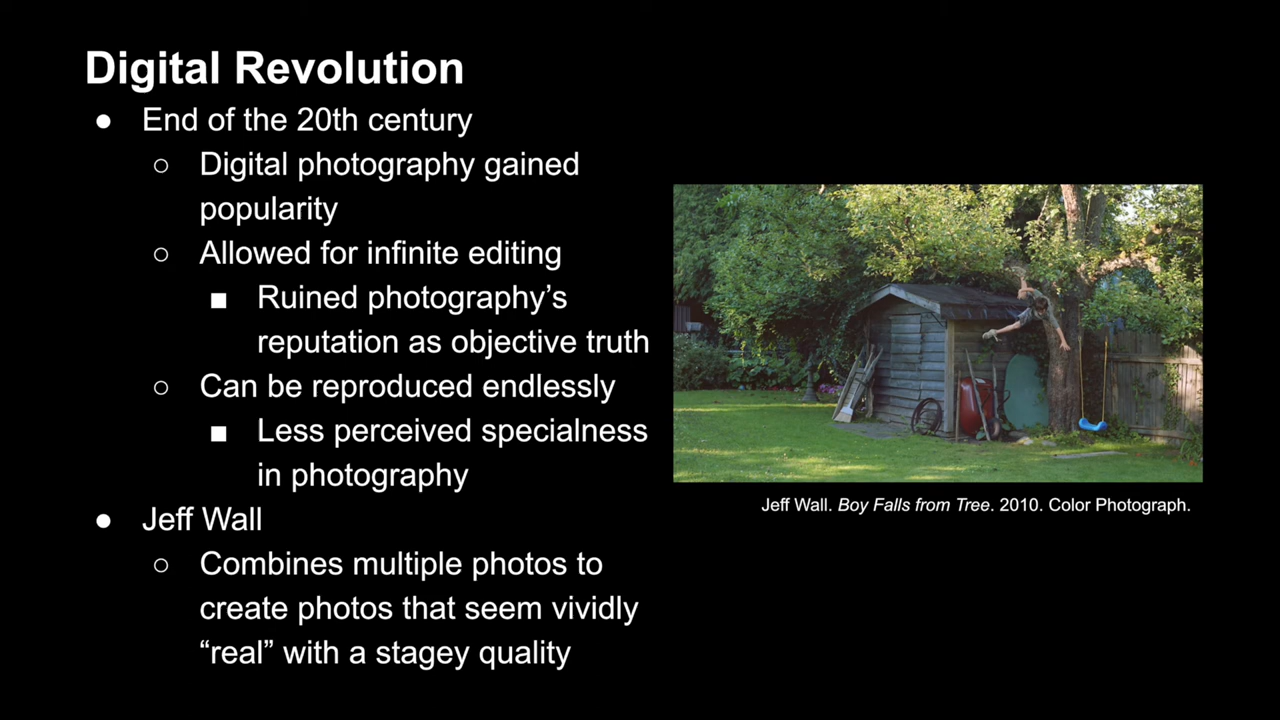 Digital Revolution
● End of the 20th century
○ Digital photography gained
popularity
○ Allowed for infinite editing
■ Ruined photography’s
reputation as objective truth
○ Can be reproduced endlessly
■ Less perceived specialness
in photography
● Jeff Wall
○ Combines multiple photos to
create photos that seem vividly
“real” with a stagey quality
Jeff Wall. Boy Falls from Tree. 2010. Color Photograph.